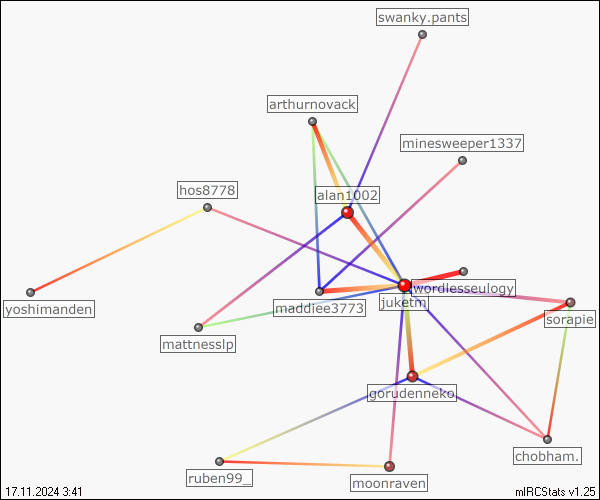 swanky.pants
arthurnovack
minesweeper1337
hos8778
alan1002
wordlesseulogy
yoshimanden
maddiee3773
juketm
sorapie
mattnesslp
gorudenneko
chobham.
ruben99_
moonraven
17.11.2024 3:41
mIRCStats v1.25